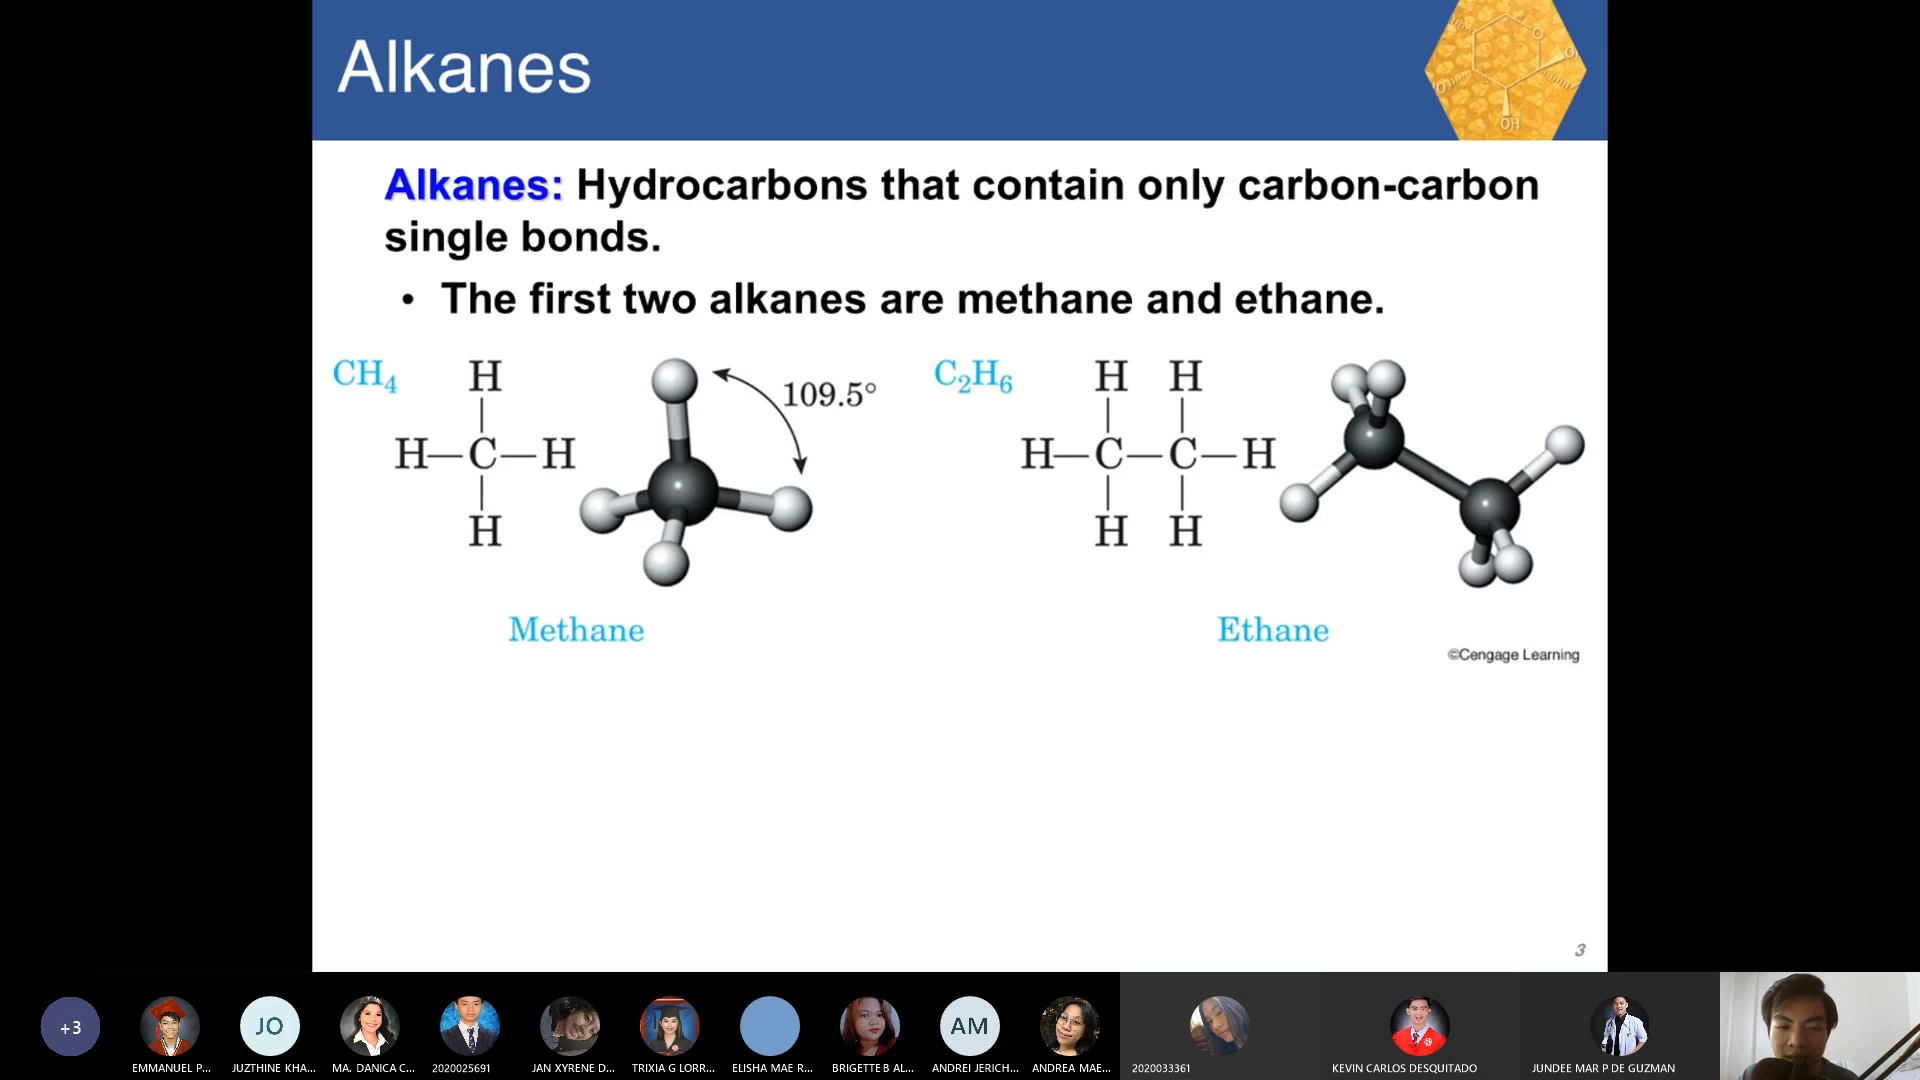 Alkanes
O
O
O
OH
Alkanes: Hydrocarbons that contain only carbon-carbon
single bonds.
• The first two alkanes are methane and ethane.
CH₄
H
H—C—H
H
109.5°
Methane
C₂H₆
H H
H—C—C—H
H H
Ethane
©Cengage Learning
3
+3
EMMANUEL P...
JO
JUZTHINE KHA...
MA. DANICA C...
2020025691
JAN XYRENE D...
TRIXIA G LORR...
ELISHA MAE R...
BRIGETTE B AL...
AM
ANDREI JERICH...
ANDREA MAE...
2020033361
KEVIN CARLOS DESQUITADO
JUNDEE MAR P DE GUZMAN